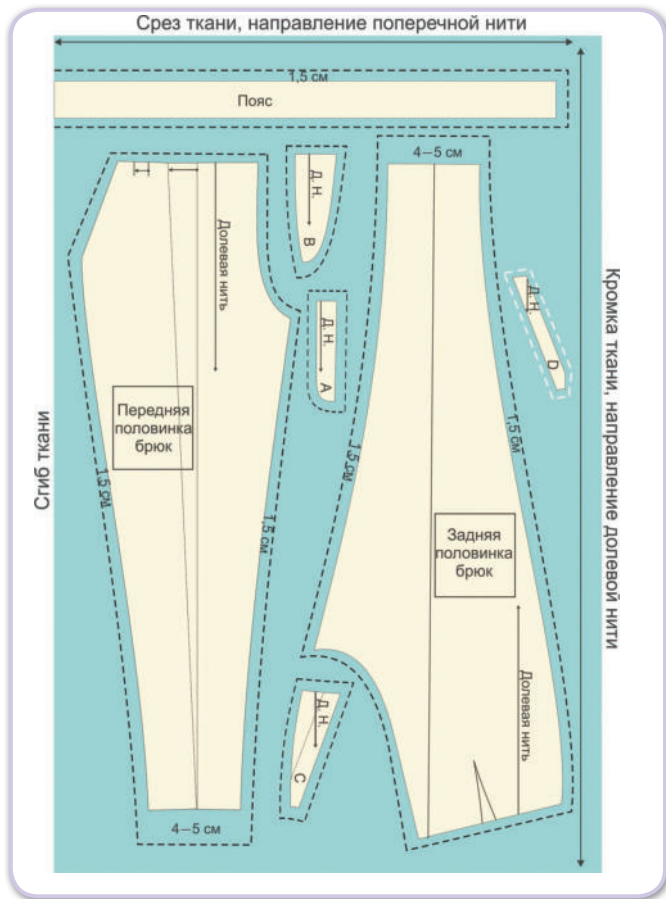 Срез ткани, направление поперечной нити
1,5 см
Пояс
4—5 см
Д. Н.
B
Долевая нить
Д. Н.
D
Д. Н.
A
Кромка ткани, направление долевой нити
Сгиб ткани
Передняя
половинка
брюк
1,5 см
1,5 см
1,5 см
1,5 см
Задняя
половинка
брюк
Долевая нить
Д. Н.
C
4—5 см